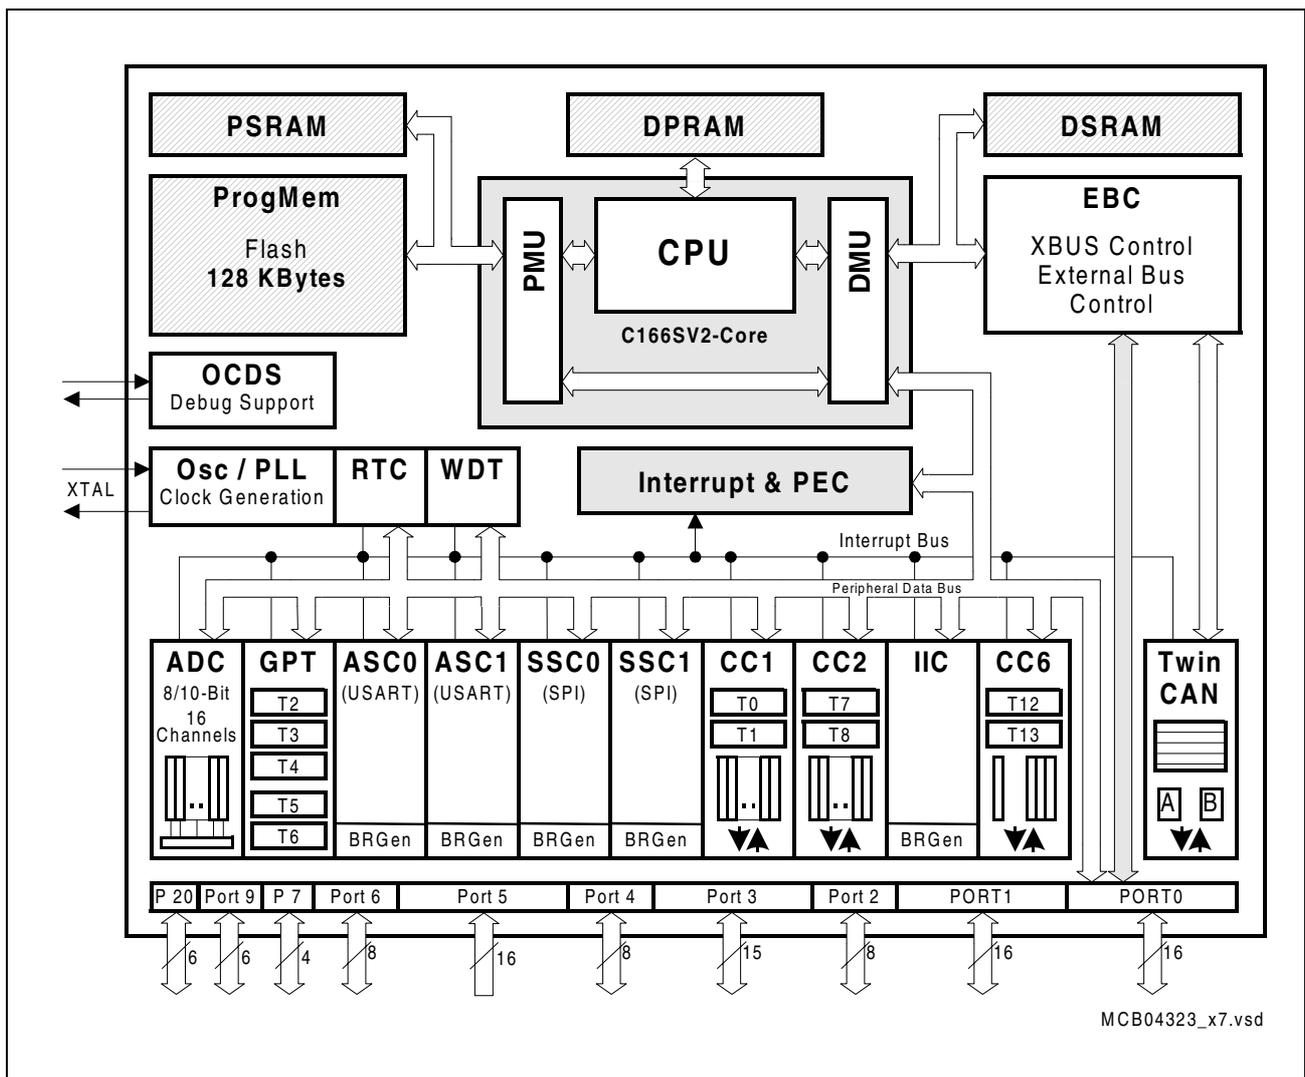 PSRAM
DPRAM
DSRAM
ProgMem
Flash
128 KBytes
PMU
CPU
DMU
C166SV2-Core
EBC
XBUS Control
External Bus
Control
OCDS
Debug Support
XTAL
Osc / PLL
Clock Generation
RTC
WDT
Interrupt & PEC
Interrupt Bus
Peripheral Data Bus
ADC
8/10-Bit
16
Channels
..
GPT
T2
T3
T4
T5
T6
ASC0
(USART)
BRGen
ASC1
(USART)
BRGen
SSC0
(SPI)
BRGen
SSC1
(SPI)
BRGen
CC1
T0
T1
..
CC2
T7
T8
..
IIC
BRGen
CC6
T12
T13
Twin
CAN
A
B
P 20
Port 9
P 7
Port 6
Port 5
Port 4
Port 3
Port 2
PORT1
PORT0
6
6
4
8
16
8
15
8
16
16
MCB04323_x7.vsd